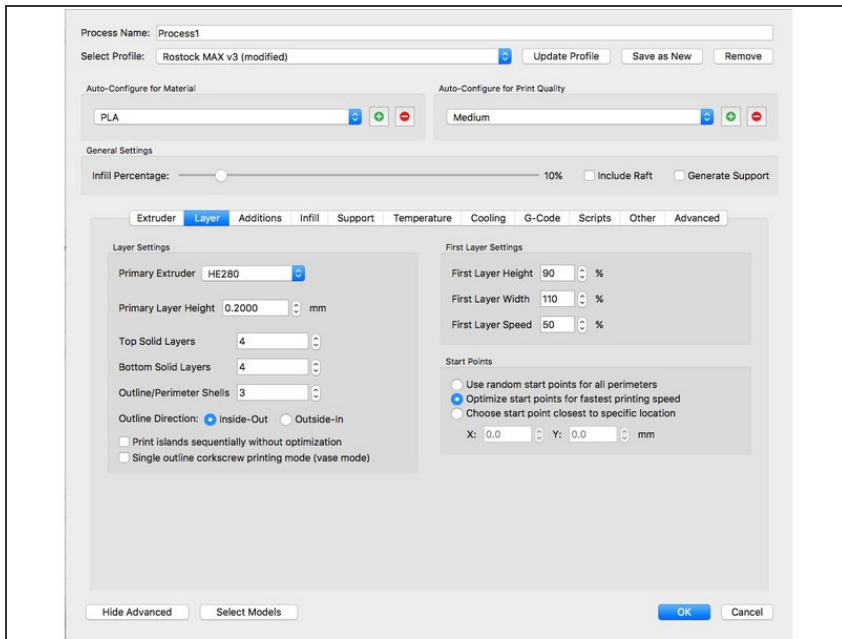 Process Name: Process1
Select Profile: Rostock MAX v3 (modified) Update Profile Save as New Remove
Auto-Configure for Material Auto-Configure for Print Quality
PLA Medium
General Settings
Infill Percentage: 10% Include Raft Generate Support
Extruder Layer Additions Infill Support Temperature Cooling G-Code Scripts Other Advanced
Layer Settings
Primary Extruder HE280
Primary Layer Height 0.2000 mm
Top Solid Layers 4
Bottom Solid Layers 4
Outline/Perimeter Shells 3
Outline Direction: Inside-Out Outside-In
Print islands sequentially without optimization
Single outline corkscrew printing mode (vase mode)
First Layer Settings
First Layer Height 90 %
First Layer Width 110 %
First Layer Speed 50 %
Start Points
Use random start points for all perimeters
Optimize start points for fastest printing speed
Choose start point closest to specific location
X: 0.0 Y: 0.0 mm
Hide Advanced Select Models OK Cancel